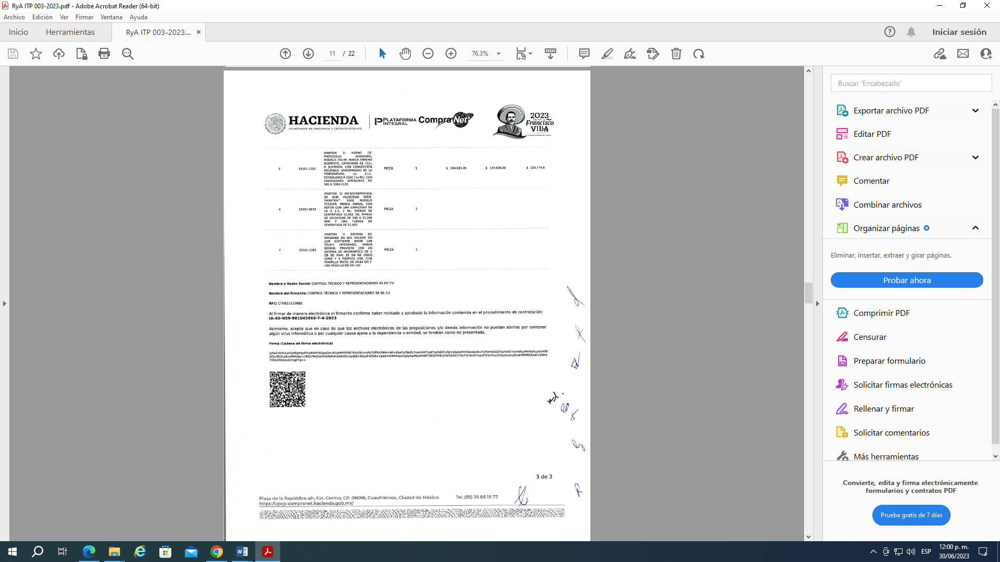 RyA ITP 003-2023.pdf - Adobe Acrobat Reader (64-bit)
Archivo Edición Ver Firmar Ventana Ayuda
Inicio Herramientas RyA ITP 003-2023.... × Iniciar sesión
11 / 22 76.3%
Buscar 'Encabezado'
Exportar archivo PDF
Editar PDF
Crear archivo PDF
Comentar
Combinar archivos
Organizar páginas
Eliminar, insertar, extraer y girar páginas.
Probar ahora
Comprimir PDF
Censurar
Preparar formulario
Solicitar firmas electrónicas
Rellenar y firmar
Solicitar comentarios
Más herramientas
Convierte, edita y firma electrónicamente
formularios y contratos PDF
Prueba gratis de 7 días
HACIENDA
SECRETARÍA DE HACIENDA Y CRÉDITO PÚBLICO
PLATAFORMA
INTEGRAL
CompraNet
2023
Francisco
VILLA
(PARTIDA 3) HORNO DE
PROTOCOLO AVANZADO,
MODELO 750-3P, MARCA THERMO
SCIENTIFIC, CAPACIDAD DE 731L
O SUPERIOR, CON CONVECCIÓN
MECÁNICA, UNIFORMIDAD DE LA
TEMPERATURA: +/- 3.1C,
ESTABILIDAD A 150C (+/-4C), CON
DIMENSIONES INTERIORES DE
545 X 1004 X133
5 53101-1252 PIEZA 1 $ 194,635.00 $ 194,635.00 $ 225,776.6
(PARTIDA 2) MICROCENTRÍFUGA
DE ALTA VELOCIDAD SERIE
FRONTIER™ 5000 MODELO
FC5515R, MARCA OHAUS, CON
ROTOR CON UNA CAPACIDAD DE
24 X 1.5, 2 ML, FUERZA DE
CENTRIFUGA 21,953 XG, RANGO
DE VELOCIDAD DE 200 A 15,200
RPM Y UNA FUERZA DE
CENTRIFUGA DE 21,953
6 53101-0673 PIEZA 1
(PARTIDA 1) SISTEMA DE
IMÁGENES EN GEL GELDOC GO
CON SOFTWARE IMAGE LAB
TOUCH INTEGRADO, MARCA
BIORAD, PROVISTO CON UN
SISTEMA DE INFORMÁTICO DE 2
GB DE RAM, 32 GB DE DISCO
DURO Y 4 PUERTOS USB, CON
PANTALLA TÁCTIL DE 24.64 CM Y
UNA RESOLUCIÓN DE 102
7 53101-1263 PIEZA 1
Nombre o Razón Social: CONTROL TECNICO Y REPRESENTACIONES SA DE CV
Nombre del firmante: CONTROL TECNICO Y REPRESENTACIONES SA DE CV
RFC: CTR831122N85
Al firmar de manera electrónica el firmante confirma haber revisado y aprobado la información contenida en el procedimiento de contratación:
IA-60-N59-901045968-T-4-2023
Asimismo, acepta que en caso de que los archivos electrónicos de las proposiciones y/o demás información no puedan abrirse por contener
algún virus informático o por cualquier causa ajena a la dependencia o entidad, se tendrán como no presentada.
Firma (Cadena de firma electrónica)
3 de 3
Plaza de la República s/n, Col. Centro, CP. 06066, Cuauhtémoc, Ciudad de México. Tel. (55) 36 88 19 77
https://upcp-compranet.hacienda.gob.mx/
ESP
12:00 p. m.
30/06/2023